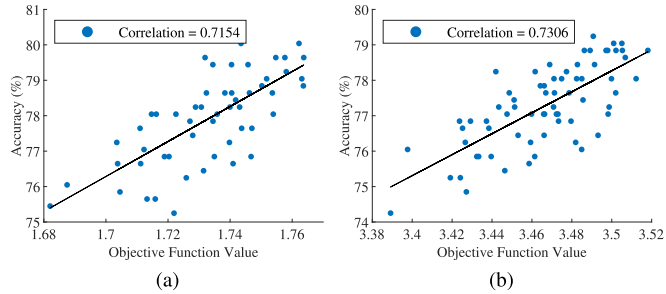 81
80
79
78
77
76
75
Accuracy (%)
Correlation = 0.7154
1.68 1.7 1.72 1.74 1.76
Objective Function Value
(a)
80
79
78
77
76
75
74
Accuracy (%)
Correlation = 0.7306
3.38 3.4 3.42 3.44 3.46 3.48 3.5 3.52
Objective Function Value
(b)